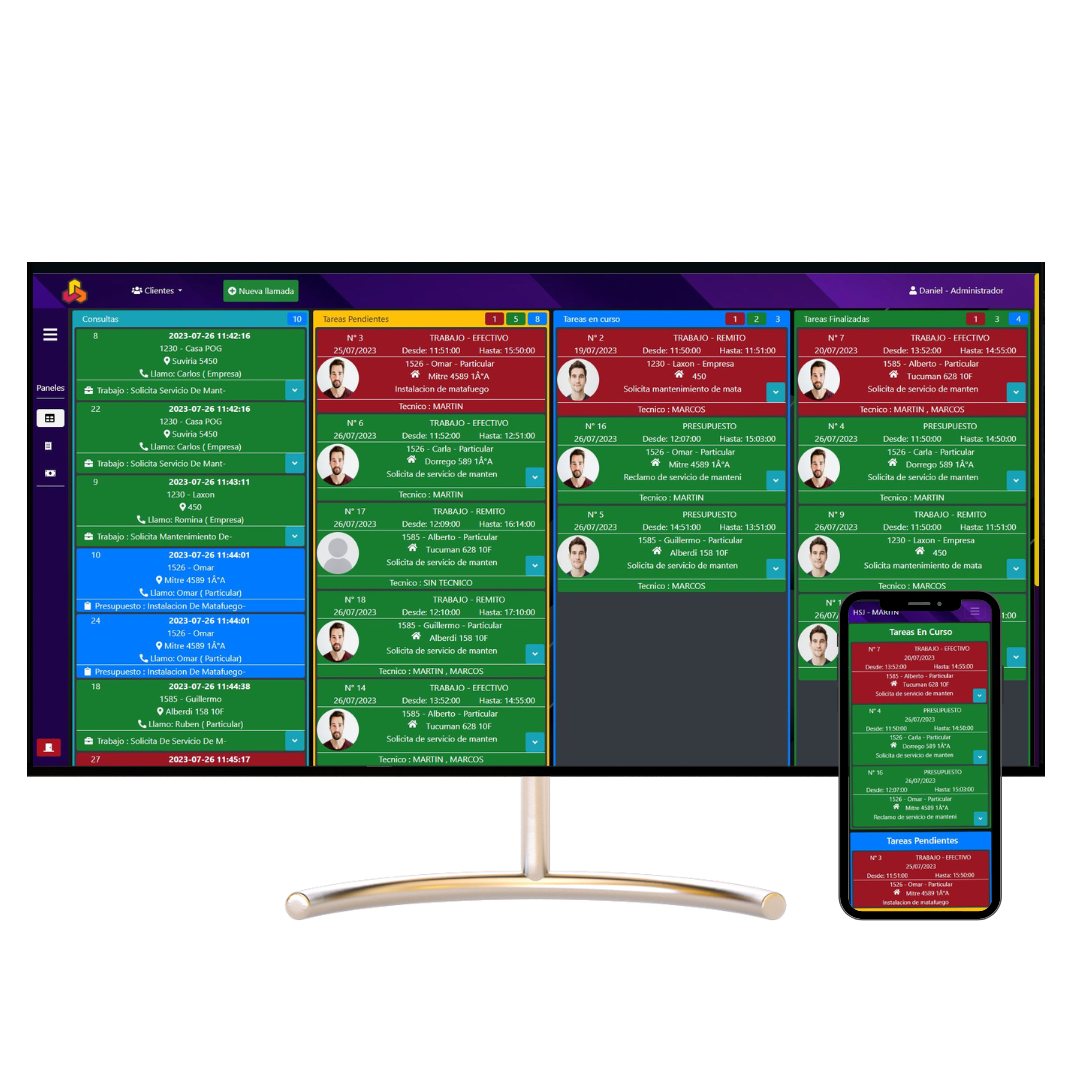 Clientes
Nueva llamada
Daniel - Administrador
Paneles
Consultas 10
8 2023-07-26 11:42:16
1230 - Casa POG
Suviria 5450
Llamo: Carlos ( Empresa)
Trabajo : Solicita Servicio De Mant-
22 2023-07-26 11:42:16
1230 - Casa POG
Suviria 5450
Llamo: Carlos ( Empresa)
Trabajo : Solicita Servicio De Mant-
9 2023-07-26 11:43:11
1230 - Laxon
450
Llamo: Romina ( Empresa)
Trabajo : Solicita Mantenimiento De-
10 2023-07-26 11:44:01
1526 - Omar
Mitre 4589 1Â°A
Llamo: Omar ( Particular)
Presupuesto : Instalacion De Matafuego-
24 2023-07-26 11:44:01
1526 - Omar
Mitre 4589 1Â°A
Llamo: Omar ( Particular)
Presupuesto : Instalacion De Matafuego-
18 2023-07-26 11:44:38
1585 - Guillermo
Alberdi 158 10F
Llamo: Ruben ( Particular)
Trabajo : Solicita De Servicio De M-
27 2023-07-26 11:45:17
Tareas Pendientes 1 5 8
N° 3 TRABAJO - EFECTIVO
25/07/2023 Desde: 11:51:00 Hasta: 15:50:00
1526 - Omar - Particular
Mitre 4589 1Â°A
Instalacion de matafuego
Tecnico : MARTIN
N° 6 TRABAJO - EFECTIVO
26/07/2023 Desde: 11:52:00 Hasta: 12:51:00
1526 - Carla - Particular
Dorrego 589 1Â°A
Solicita de servicio de manten
Tecnico : MARTIN
N° 17 TRABAJO - REMITO
26/07/2023 Desde: 12:09:00 Hasta: 16:14:00
1585 - Alberto - Particular
Tucuman 628 10F
Solicita de servicio de manten
Tecnico : SIN TECNICO
N° 18 TRABAJO - REMITO
26/07/2023 Desde: 12:10:00 Hasta: 17:10:00
1585 - Guillermo - Particular
Alberdi 158 10F
Solicita de servicio de manten
Tecnico : MARTIN , MARCOS
N° 14 TRABAJO - EFECTIVO
26/07/2023 Desde: 13:52:00 Hasta: 14:55:00
1585 - Alberto - Particular
Tucuman 628 10F
Solicita de servicio de manten
Tecnico : MARTIN , MARCOS
Tareas en curso 1 2 3
N° 2 TRABAJO - REMITO
19/07/2023 Desde: 11:50:00 Hasta: 11:51:00
1230 - Laxon - Empresa
450
Solicita mantenimiento de mata
Tecnico : MARCOS
N° 16 PRESUPUESTO
26/07/2023 Desde: 12:07:00 Hasta: 15:03:00
1526 - Omar - Particular
Mitre 4589 1Â°A
Reclamo de servicio de manteni
Tecnico : MARTIN
N° 5 PRESUPUESTO
26/07/2023 Desde: 14:51:00 Hasta: 13:51:00
1585 - Guillermo - Particular
Alberdi 158 10F
Solicita de servicio de manten
Tecnico : MARCOS
Tareas Finalizadas 1 3 4
N° 7 TRABAJO - EFECTIVO
20/07/2023 Desde: 13:52:00 Hasta: 14:55:00
1585 - Alberto - Particular
Tucuman 628 10F
Solicita de servicio de manten
Tecnico : MARTIN , MARCOS
N° 4 PRESUPUESTO
26/07/2023 Desde: 11:50:00 Hasta: 14:50:00
1526 - Carla - Particular
Dorrego 589 1Â°A
Solicita de servicio de manten
Tecnico : MARTIN
N° 9 TRABAJO - REMITO
26/07/2023 Desde: 11:50:00 Hasta: 11:51:00
1230 - Laxon - Empresa
450
Solicita mantenimiento de mata
Tecnico : MARCOS
HSJ - MARTIN
Tareas En Curso
N° 7 TRABAJO - EFECTIVO
20/07/2023
Desde: 13:52:00 Hasta: 14:55:00
1585 - Alberto - Particular
Tucuman 628 10F
Solicita de servicio de manten
N° 4 PRESUPUESTO
26/07/2023
Desde: 11:50:00 Hasta: 14:50:00
1526 - Carla - Particular
Dorrego 589 1Â°A
Solicita de servicio de manten
N° 16 PRESUPUESTO
26/07/2023
Desde: 12:07:00 Hasta: 15:03:00
1526 - Omar - Particular
Mitre 4589 1Â°A
Reclamo de servicio de manteni
Tareas Pendientes
N° 3 TRABAJO - EFECTIVO
25/07/2023
Desde: 11:51:00 Hasta: 15:50:00
1526 - Omar - Particular
Mitre 4589 1Â°A
Instalacion de matafuego